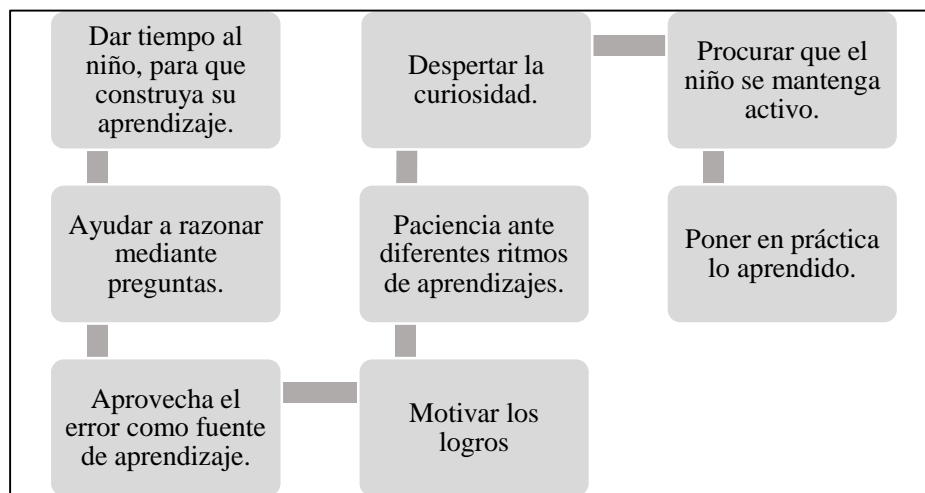 Dar tiempo al
niño, para que
construya su
aprendizaje.
Ayudar a razonar
mediante
preguntas.
Aprovecha el
error como fuente
de aprendizaje.
Motivar los
logros
Paciencia ante
diferentes ritmos
de aprendizajes.
Despertar la
curiosidad.
Procurar que el
niño se mantenga
activo.
Poner en práctica
lo aprendido.